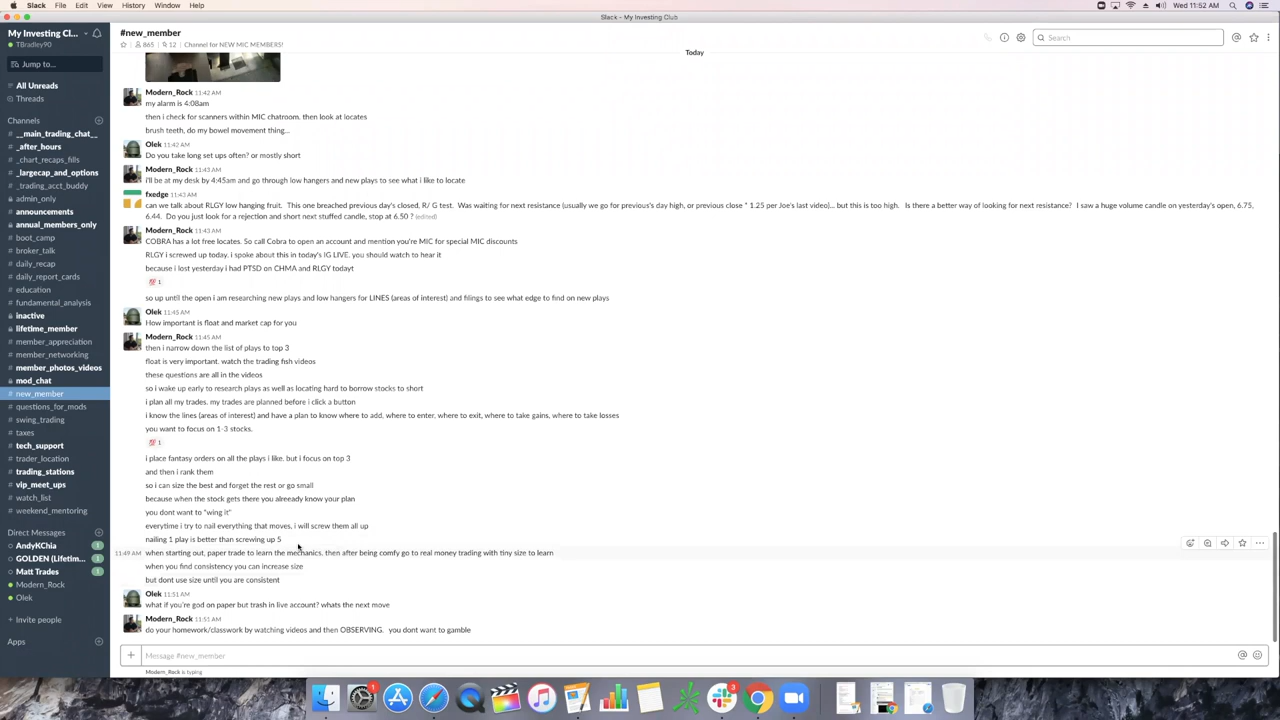 Slack File Edit View History Window Help
Wed 11:52 AM
Slack - My Investing Club
My Investing Clu...
TBradley90
#new_member
865 12 Channel for NEW MIC MEMBERS!
Search
Jump to...
All Unreads
Threads
Channels
# __main_trading_chat__
# _after_hours
# _chart_recaps_fills
# _largecap_and_options
# _trading_acct_buddy
admin_only
# announcements
annual_members_only
# boot_camp
# broker_talk
# daily_recap
# daily_report_cards
# education
# fundamental_analysis
inactive
lifetime_member
# member_appreciation
# member_networking
# member_photos_videos
mod_chat
# new_member
# questions_for_mods
# swing_trading
# taxes
# tech_support
# trader_location
# trading_stations
# vip_meet_ups
# watch_list
# weekend_mentoring
Direct Messages
AndyKChia 1
GOLDEN (Lifetim... 1
Matt Trades 1
Modern_Rock
Olek
+ Invite people
Apps
Today
Modern_Rock 11:42 AM
my alarm is 4:08am
then i check for scanners within MIC chatroom. then look at locates
brush teeth, do my bowel movement thing...
Olek 11:42 AM
Do you take long set ups often? or mostly short
Modern_Rock 11:43 AM
i'll be at my desk by 4:45am and go through low hangers and new plays to see what i like to locate
fxedge 11:43 AM
can we talk about RLGY low hanging fruit. This one breached previous day's closed, R/ G test. Was waiting for next resistance (usually we go for previous's day high, or previous close * 1.25 per Joe's last video)... but this is too high. Is there a better way of looking for next resistance? I saw a huge volume candle on yesterday's open, 6.75,
6.44. Do you just look for a rejection and short next stuffed candle, stop at 6.50 ? (edited)
Modern_Rock 11:43 AM
COBRA has a lot free locates. So call Cobra to open an account and mention you're MIC for special MIC discounts
RLGY i screwed up today. i spoke about this in today's IG LIVE. you should watch to hear it
because i lost yesterday i had PTSD on CHMA and RLGY todayt
1
so up until the open i am researching new plays and low hangers for LINES (areas of interest) and filings to see what edge to find on new plays
Olek 11:45 AM
How important is float and market cap for you
Modern_Rock 11:45 AM
then i narrow down the list of plays to top 3
float is very important. watch the trading fish videos
these questions are all in the videos
so i wake up early to research plays as well as locating hard to borrow stocks to short
i plan all my trades. my trades are planned before i click a button
i know the lines (areas of interest) and have a plan to know where to add, where to enter, where to exit, where to take gains, where to take losses
you want to focus on 1-3 stocks.
1
i place fantasy orders on all the plays i like. but i focus on top 3
and then i rank them
so i can size the best and forget the rest or go small
because when the stock gets there you already know your plan
you dont want to "wing it"
everytime i try to nail everything that moves, i will screw them all up
nailing 1 play is better than screwing up 5
11:49 AM when starting out, paper trade to learn the mechanics. then after being comfy go to real money trading with tiny size to learn
when you find consistency you can increase size
but dont use size until you are consistent
Olek 11:51 AM
what if you're god on paper but trash in live account? whats the next move
Modern_Rock 11:51 AM
do your homework/classwork by watching videos and then OBSERVING. you dont want to gamble
Message #new_member
Modern_Rock is typing
1
3